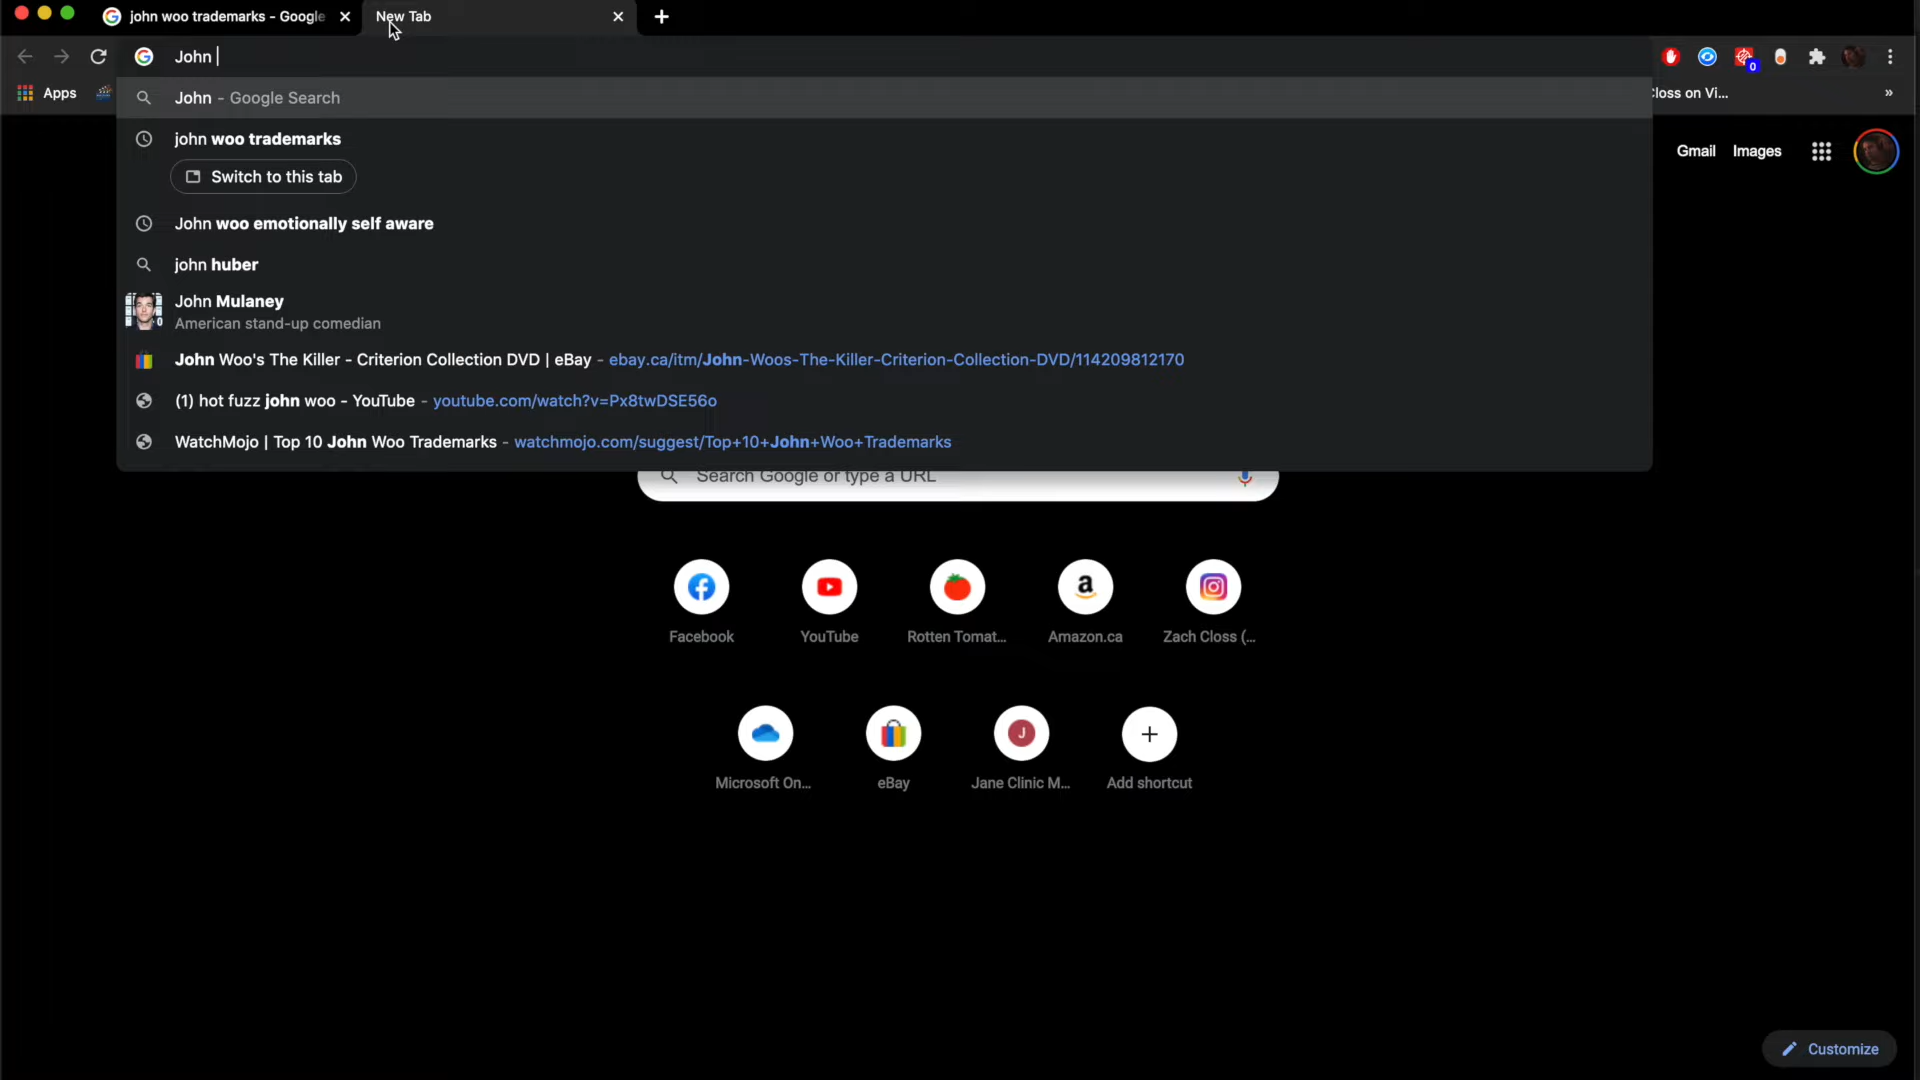 john woo trademarks - Google
New Tab
John
Apps
Closs on Vi...
»
John - Google Search
john woo trademarks
Switch to this tab
John woo emotionally self aware
john huber
John Mulaney
American stand-up comedian
John Woo's The Killer - Criterion Collection DVD | eBay - ebay.ca/itm/John-Woos-The-Killer-Criterion-Collection-DVD/114209812170
(1) hot fuzz john woo - YouTube - youtube.com/watch?v=Px8twDSE56o
WatchMojo | Top 10 John Woo Trademarks - watchmojo.com/suggest/Top+10+John+Woo+Trademarks
0
Gmail
Images
Search Google or type a URL
Facebook
YouTube
Rotten Tomat...
Amazon.ca
Zach Closs (...
Microsoft On...
eBay
J
Jane Clinic M...
Add shortcut
Customize